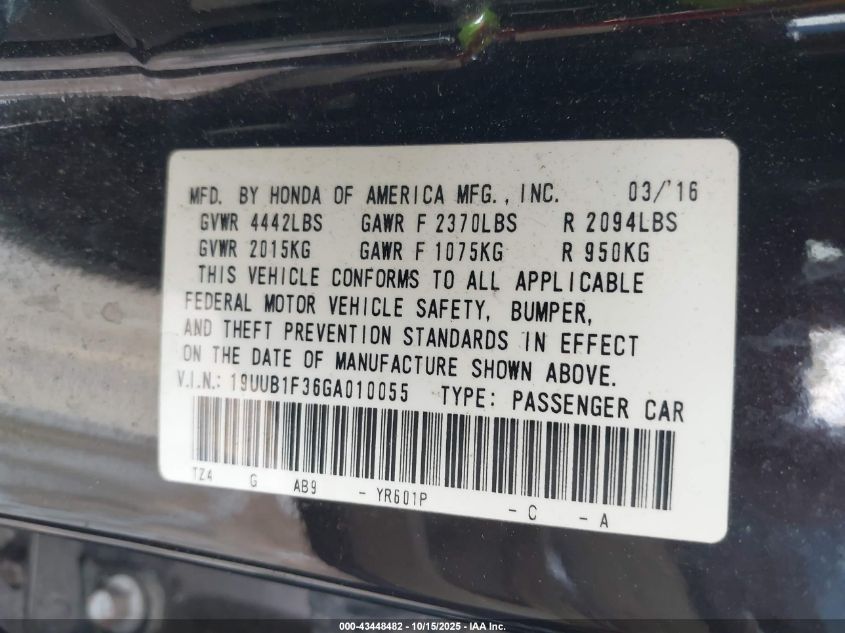 MFD. BY HONDA OF AMERICA MFG., INC. 03/'16
GVWR 4442LBS GAWR F 2370LBS R 2094LBS
GVWR 2015KG GAWR F 1075KG R 950KG
THIS VEHICLE CONFORMS TO ALL APPLICABLE
FEDERAL MOTOR VEHICLE SAFETY, BUMPER,
AND THEFT PREVENTION STANDARDS IN EFFECT
ON THE DATE OF MANUFACTURE SHOWN ABOVE.
V.I.N.: 19UUB1F36GA010055 TYPE: PASSENGER CAR
TZ4 G AB9 - YR601P - C - A
000-43448482 - 10/15/2025 - IAA Inc.